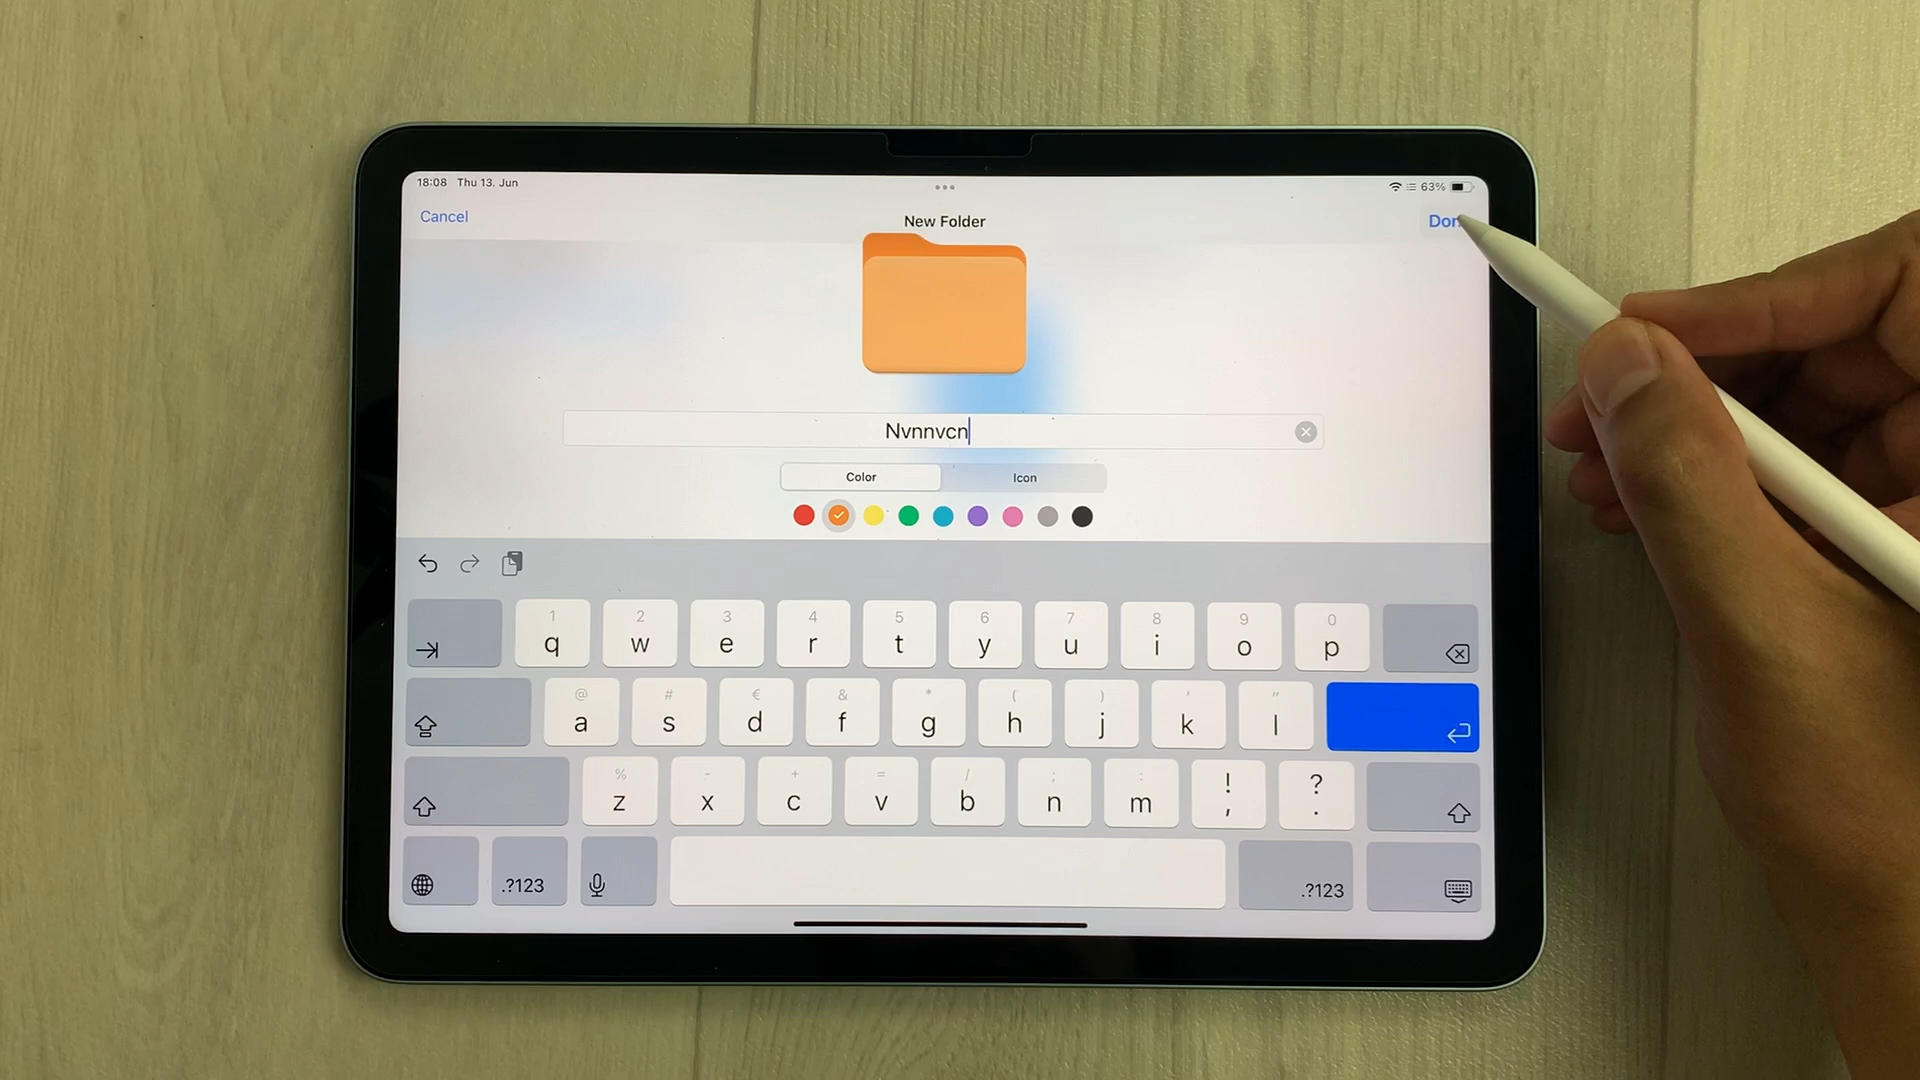 18:08 Thu 13. Jun
63%
Cancel
New Folder
Nvnnvcn
Color
Icon
1 2 3 4 5 6 7 8 9 0
q w e r t y u i o p
@ # € & * ( ) ' "
a s d f g h j k l
% - + = / ; : ! ?
z x c v b n m , .
.?123
.?123